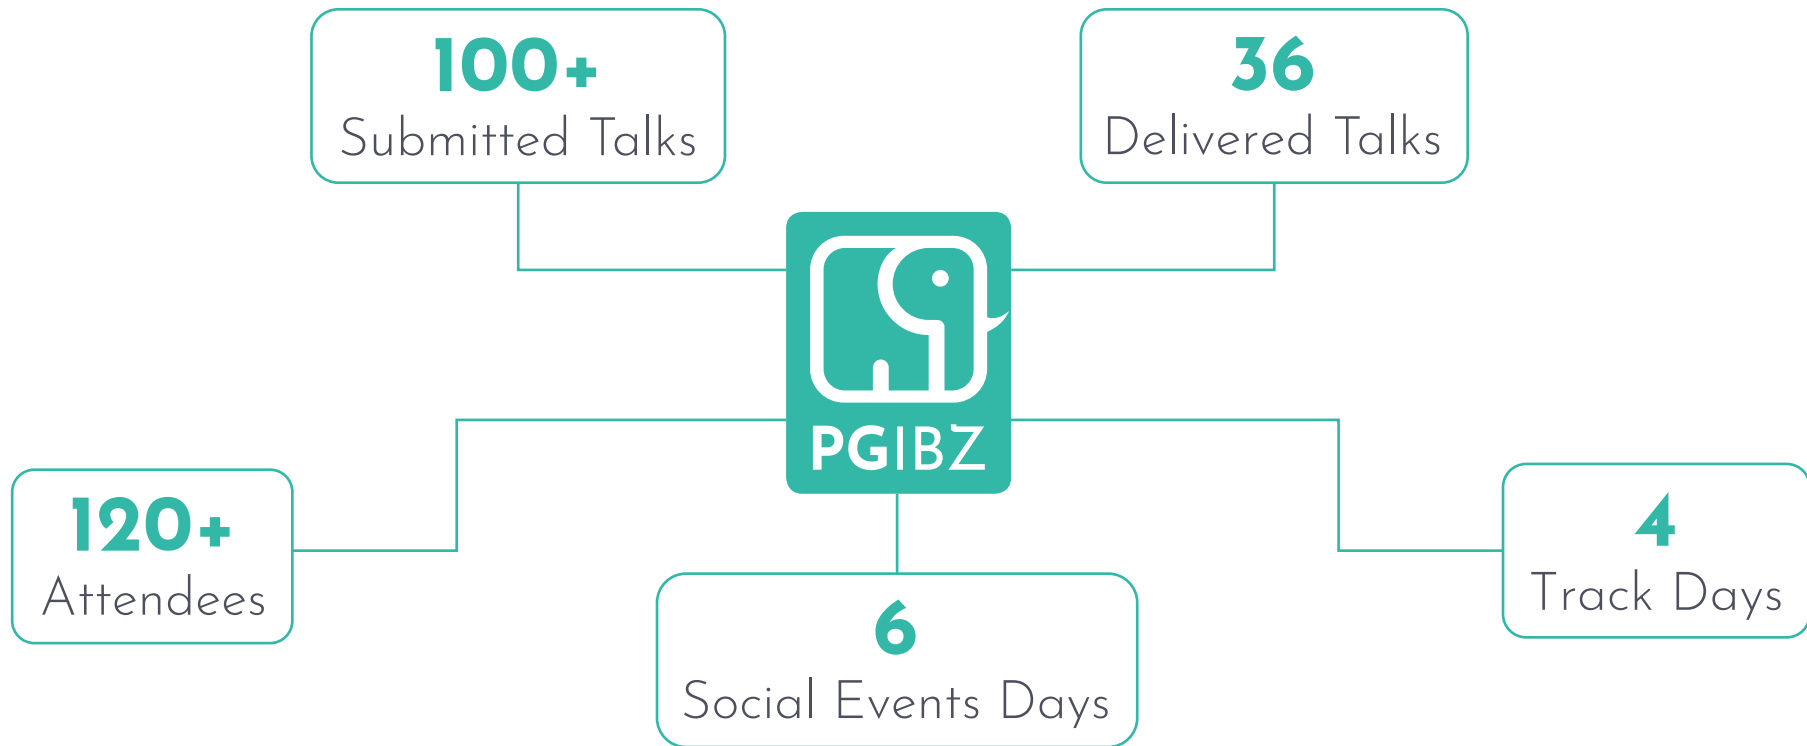 100+
Submitted Talks
36
Delivered Talks
PGIBZ
120+
Attendees
6
Social Events Days
4
Track Days